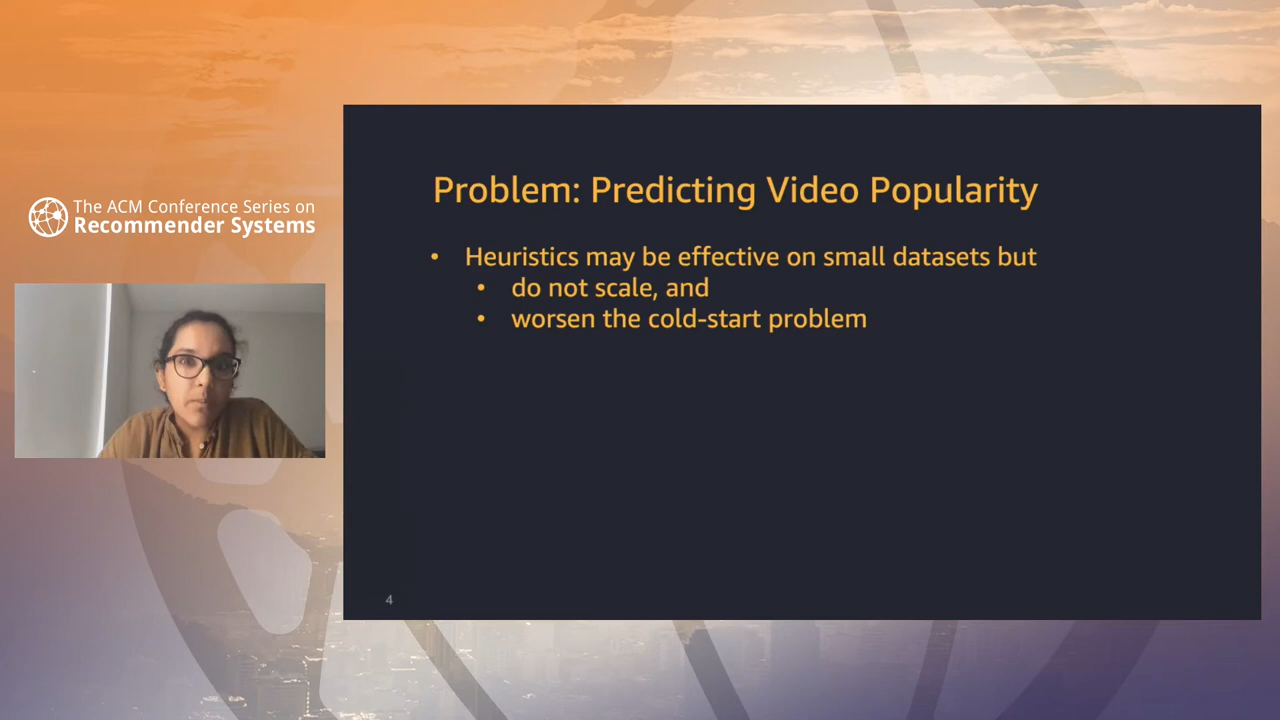 The ACM Conference Series on
Recommender Systems
Problem: Predicting Video Popularity
• Heuristics may be effective on small datasets but
• do not scale, and
• worsen the cold-start problem
4